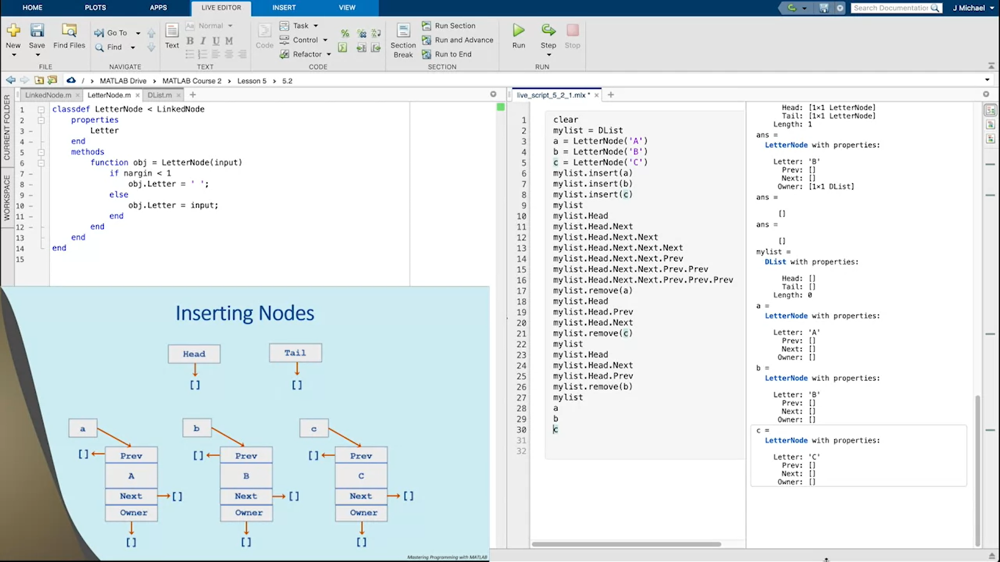 HOME PLOTS APPS LIVE EDITOR INSERT VIEW
Search Documentation J Michael
New Save Find Files
Go To
Find
Text
Aa Normal
B I U M
Code
Task
Control
Refactor
Section Break
Run Section
Run and Advance
Run to End
Run Step Stop
FILE NAVIGATE TEXT CODE SECTION RUN
/ › MATLAB Drive › MATLAB Course 2 › Lesson 5 › 5.2
CURRENT FOLDER
WORKSPACE
LinkedNode.m × LetterNode.m × DList.m × +
1 classdef LetterNode < LinkedNode
2 properties
3 – Letter
4 – end
5 methods
6 function obj = LetterNode(input)
7 – if nargin < 1
8 – obj.Letter = ' ';
9 – else
10 – obj.Letter = input;
11 – end
12 – end
13 – end
14 end
15
Inserting Nodes
Head Tail
[] []
a b c
[] Prev [] Prev [] Prev
A B C
Next [] Next [] Next []
Owner Owner Owner
[] [] []
Mastering Programming with MATLAB
live_script_5_2_1.mlx * × +
1 clear
2 mylist = DList
3 a = LetterNode('A')
4 b = LetterNode('B')
5 c = LetterNode('C')
6 mylist.insert(a)
7 mylist.insert(b)
8 mylist.insert(c)
9 mylist
10 mylist.Head
11 mylist.Head.Next
12 mylist.Head.Next.Next
13 mylist.Head.Next.Next.Next
14 mylist.Head.Next.Next.Prev
15 mylist.Head.Next.Next.Prev.Prev
16 mylist.Head.Next.Next.Prev.Prev.Prev
17 mylist.remove(a)
18 mylist.Head
19 mylist.Head.Prev
20 mylist.Head.Next
21 mylist.remove(c)
22 mylist
23 mylist.Head
24 mylist.Head.Next
25 mylist.Head.Prev
26 mylist.remove(b)
27 mylist
28 a
29 b
30 c
31
32
Head: [1×1 LetterNode]
Tail: [1×1 LetterNode]
Length: 1
ans =
LetterNode with properties:
Letter: 'B'
Prev: []
Next: []
Owner: [1×1 DList]
ans =
[]
ans =
[]
mylist =
DList with properties:
Head: []
Tail: []
Length: 0
a =
LetterNode with properties:
Letter: 'A'
Prev: []
Next: []
Owner: []
b =
LetterNode with properties:
Letter: 'B'
Prev: []
Next: []
Owner: []
c =
LetterNode with properties:
Letter: 'C'
Prev: []
Next: []
Owner: []